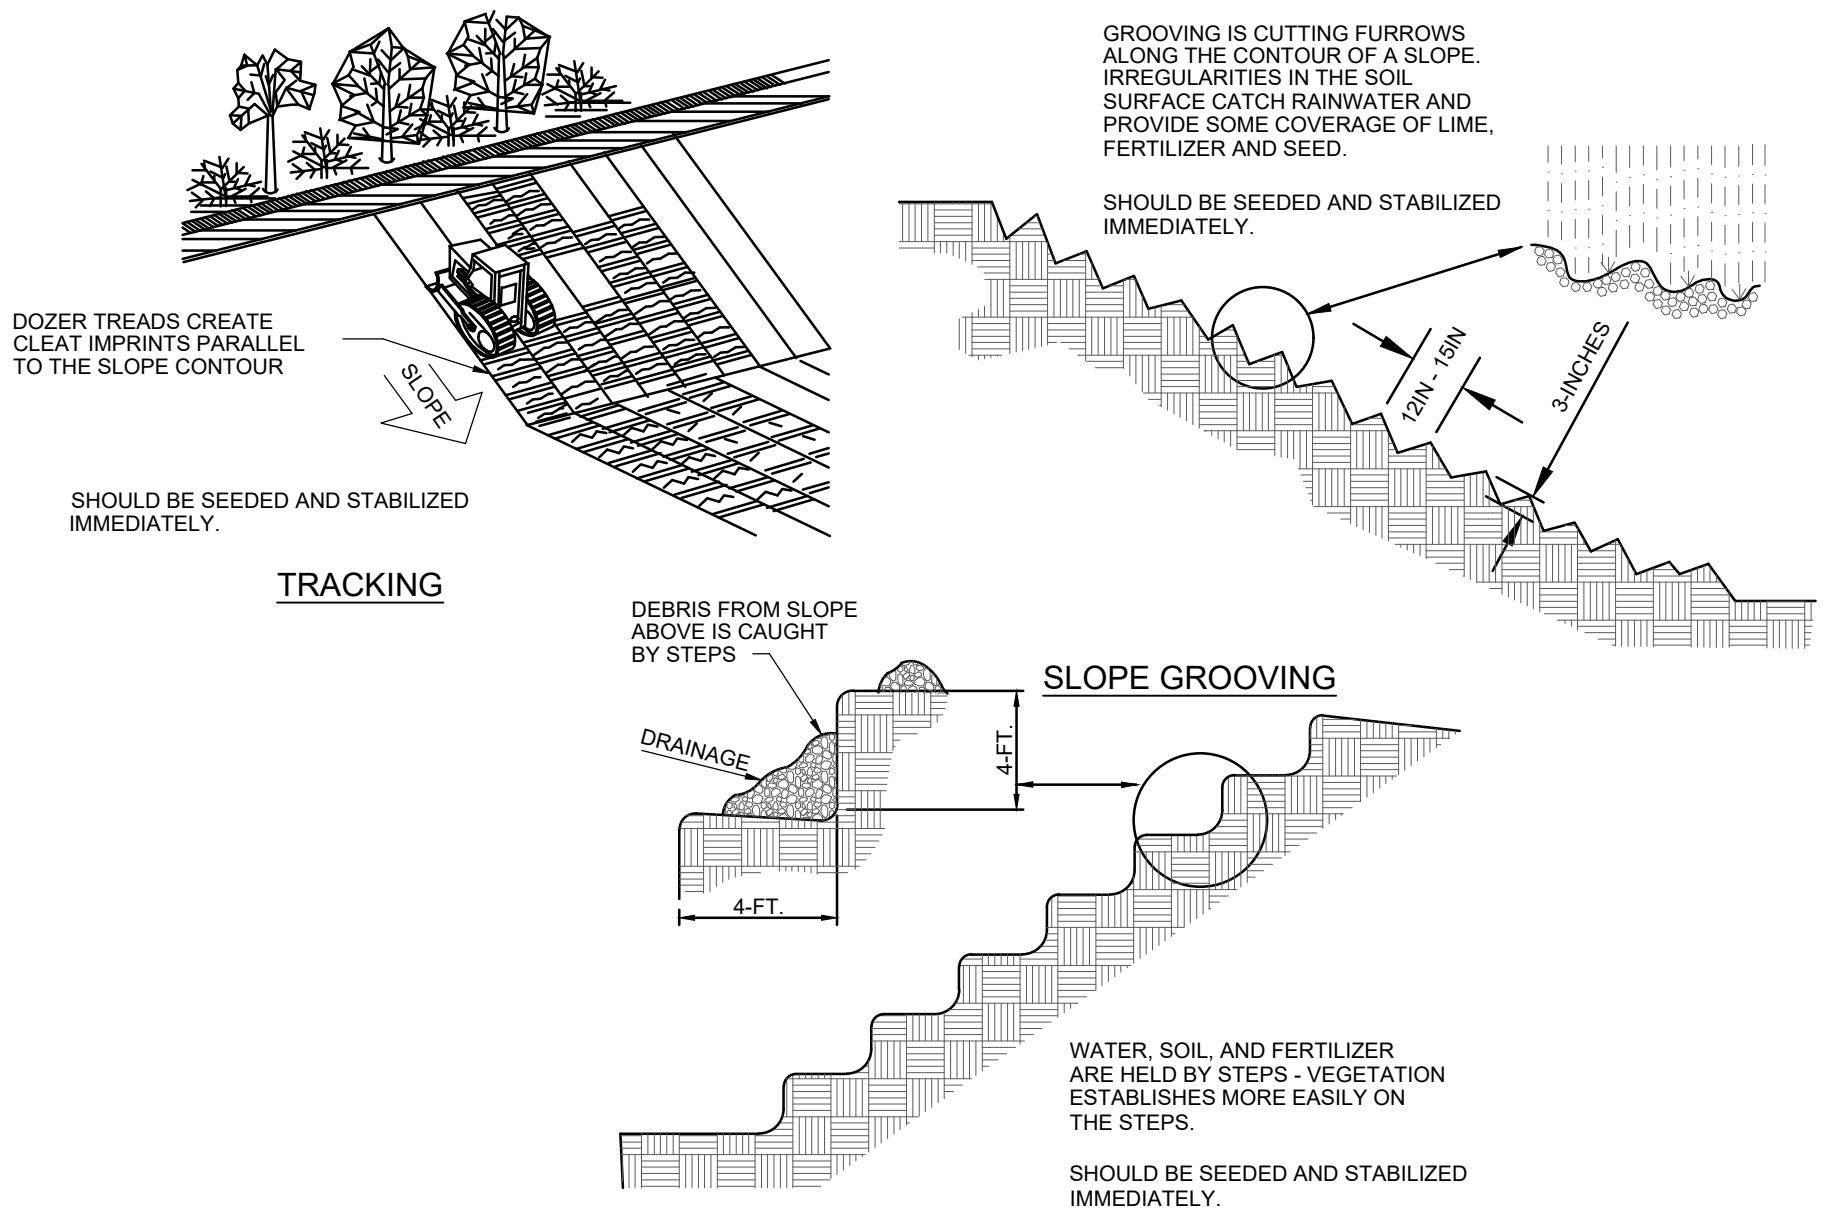 GROOVING IS CUTTING FURROWS
ALONG THE CONTOUR OF A SLOPE.
IRREGULARITIES IN THE SOIL
SURFACE CATCH RAINWATER AND
PROVIDE SOME COVERAGE OF LIME,
FERTILIZER AND SEED.
SHOULD BE SEEDED AND STABILIZED
IMMEDIATELY.
DOZER TREADS CREATE
CLEAT IMPRINTS PARALLEL
TO THE SLOPE CONTOUR
SLOPE
12IN - 15IN
3-INCHES
SHOULD BE SEEDED AND STABILIZED
IMMEDIATELY.
TRACKING
DEBRIS FROM SLOPE
ABOVE IS CAUGHT
BY STEPS
SLOPE GROOVING
DRAINAGE
4-FT.
4-FT.
WATER, SOIL, AND FERTILIZER
ARE HELD BY STEPS - VEGETATION
ESTABLISHES MORE EASILY ON
THE STEPS.
SHOULD BE SEEDED AND STABILIZED
IMMEDIATELY.